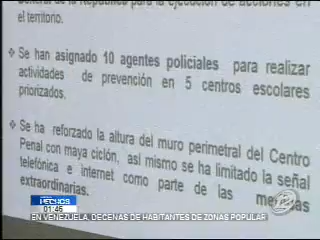 General de la República para la ejecución de acciones en
el territorio.
❖ Se han asignado 10 agentes policiales para realizar
actividades de prevención en 5 centros escolares
priorizados.
❖ Se ha reforzado la altura del muro perimetral del Centro
Penal con maya ciclón, así mismo se ha limitado la señal
telefónica e internet como parte de las medidas
extraordinarias.
HECHOS
01:45
EN VENEZUELA, DECENAS DE HABITANTES DE ZONAS POPULAR